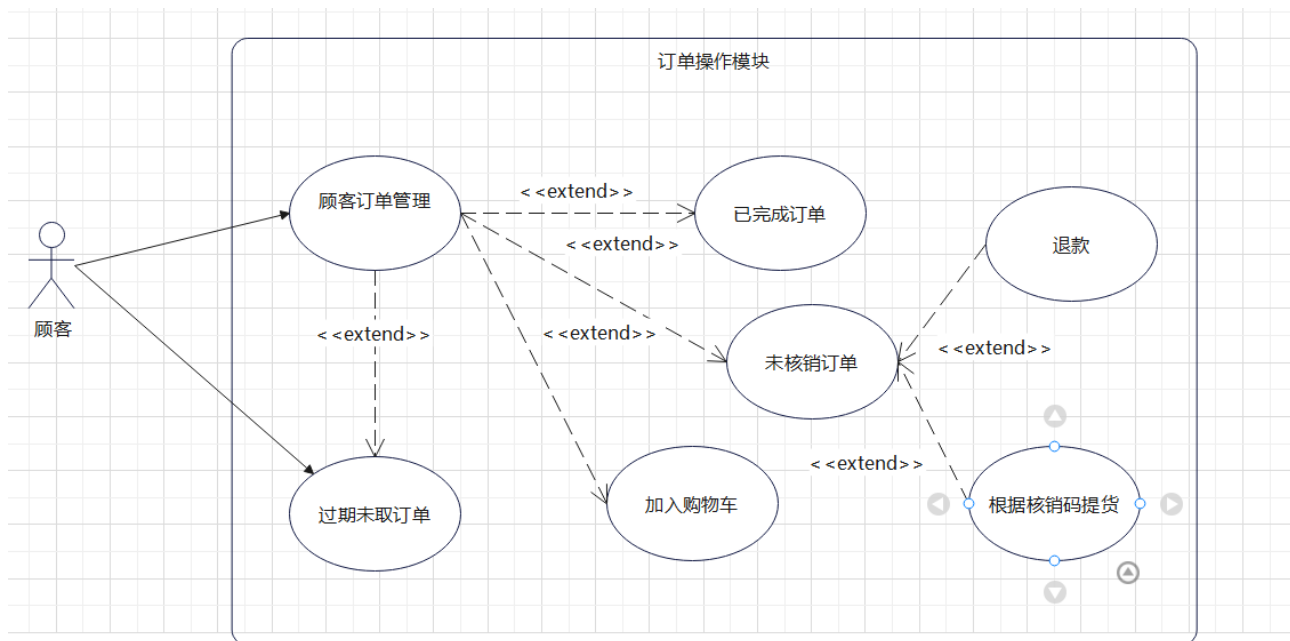 订单操作模块
顾客订单管理
< <extend>>
已完成订单
< <extend>>
退款
顾客
< <extend>>
< <extend>>
未核销订单
< <extend>>
过期未取订单
加入购物车
< <extend>>
根据核销码提货